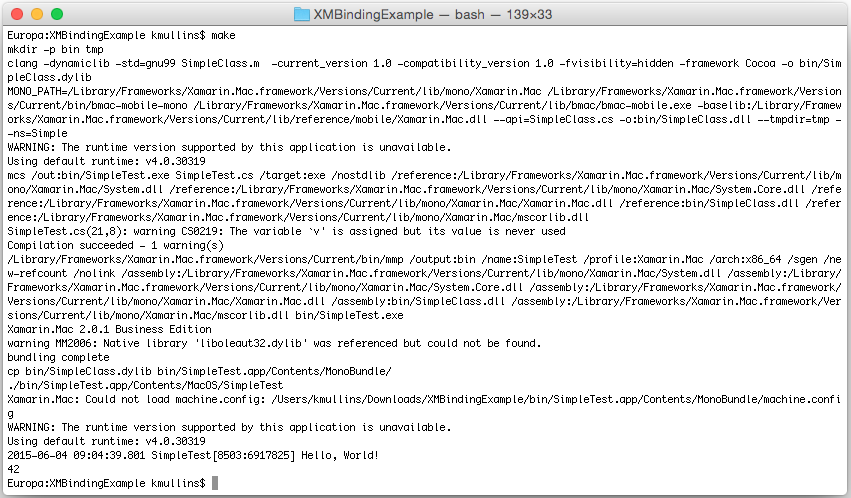 XMBindingExample — bash — 139×33
Europa:XMBindingExample kmullins$ make
mkdir -p bin tmp
clang -dynamiclib -std=gnu99 SimpleClass.m  -current_version 1.0 -compatibility_version 1.0 -fvisibility=hidden -framework Cocoa -o bin/Sim
pleClass.dylib
MONO_PATH=/Library/Frameworks/Xamarin.Mac.framework/Versions/Current/lib/mono/Xamarin.Mac /Library/Frameworks/Xamarin.Mac.framework/Version
s/Current/bin/bmac-mobile-mono /Library/Frameworks/Xamarin.Mac.framework/Versions/Current/lib/bmac/bmac-mobile.exe -baselib:/Library/Framew
orks/Xamarin.Mac.framework/Versions/Current/lib/reference/mobile/Xamarin.Mac.dll --api=SimpleClass.cs -o:bin/SimpleClass.dll --tmpdir=tmp -
-ns=Simple
WARNING: The runtime version supported by this application is unavailable.
Using default runtime: v4.0.30319
mcs /out:bin/SimpleTest.exe SimpleTest.cs /target:exe /nostdlib /reference:/Library/Frameworks/Xamarin.Mac.framework/Versions/Current/lib/m
ono/Xamarin.Mac/System.dll /reference:/Library/Frameworks/Xamarin.Mac.framework/Versions/Current/lib/mono/Xamarin.Mac/System.Core.dll /refe
rence:/Library/Frameworks/Xamarin.Mac.framework/Versions/Current/lib/mono/Xamarin.Mac/Xamarin.Mac.dll /reference:bin/SimpleClass.dll /refer
ence:/Library/Frameworks/Xamarin.Mac.framework/Versions/Current/lib/mono/Xamarin.Mac/mscorlib.dll
SimpleTest.cs(21,8): warning CS0219: The variable `v' is assigned but its value is never used
Compilation succeeded - 1 warning(s)
/Library/Frameworks/Xamarin.Mac.framework/Versions/Current/bin/mmp /output:bin /name:SimpleTest /profile:Xamarin.Mac /arch:x86_64 /sgen /ne
w-refcount /nolink /assembly:/Library/Frameworks/Xamarin.Mac.framework/Versions/Current/lib/mono/Xamarin.Mac/System.dll /assembly:/Library/
Frameworks/Xamarin.Mac.framework/Versions/Current/lib/mono/Xamarin.Mac/System.Core.dll /assembly:/Library/Frameworks/Xamarin.Mac.framework/
Versions/Current/lib/mono/Xamarin.Mac/Xamarin.Mac.dll /assembly:bin/SimpleClass.dll /assembly:/Library/Frameworks/Xamarin.Mac.framework/Ver
sions/Current/lib/mono/Xamarin.Mac/mscorlib.dll bin/SimpleTest.exe
Xamarin.Mac 2.0.1 Business Edition
warning MM2006: Native library 'liboleaut32.dylib' was referenced but could not be found.
bundling complete
cp bin/SimpleClass.dylib bin/SimpleTest.app/Contents/MonoBundle/
./bin/SimpleTest.app/Contents/MacOS/SimpleTest
Xamarin.Mac: Could not load machine.config: /Users/kmullins/Downloads/XMBindingExample/bin/SimpleTest.app/Contents/MonoBundle/machine.confi
g
WARNING: The runtime version supported by this application is unavailable.
Using default runtime: v4.0.30319
2015-06-04 09:04:39.801 SimpleTest[8503:6917825] Hello, World!
42
Europa:XMBindingExample kmullins$